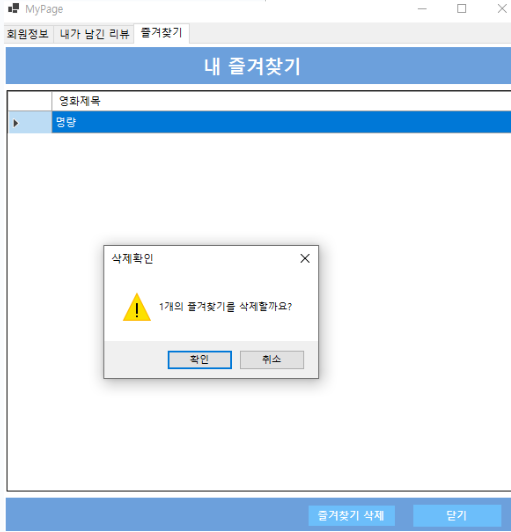 MyPage
회원정보 내가 남긴 리뷰 즐겨찾기
내 즐겨찾기
영화제목
명량
삭제확인
1개의 즐겨찾기를 삭제할까요?
확인 취소
즐겨찾기 삭제 닫기